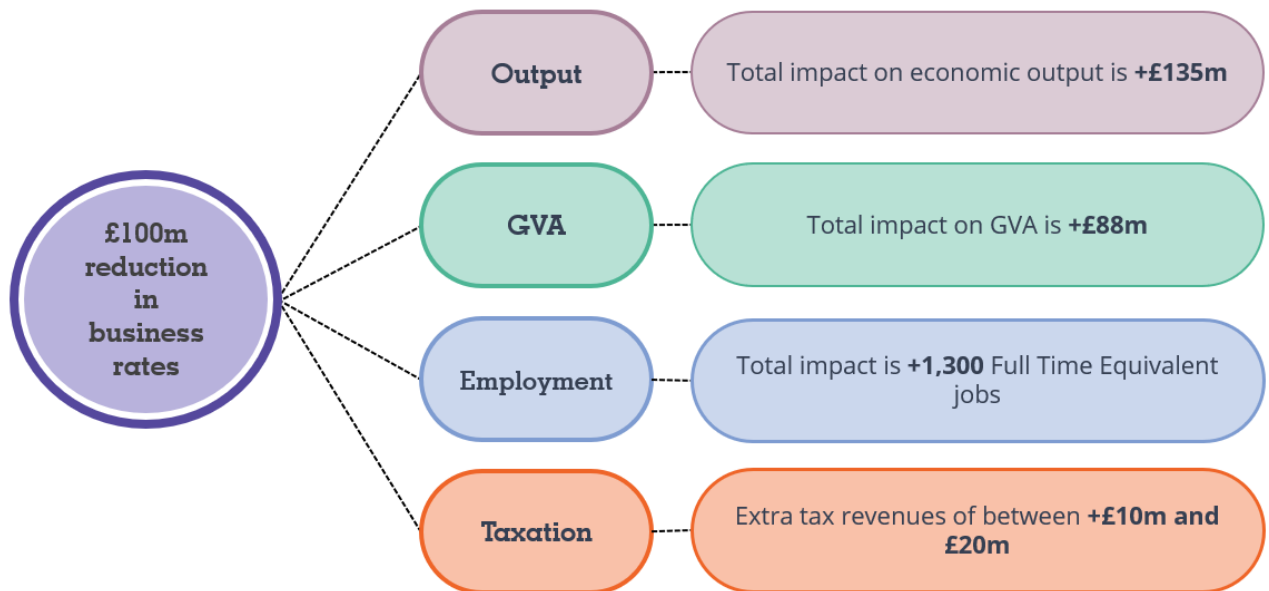 £100m
reduction
in
business
rates
Output
Total impact on economic output is +£135m
GVA
Total impact on GVA is +£88m
Employment
Total impact is +1,300 Full Time Equivalent
jobs
Taxation
Extra tax revenues of between +£10m and
£20m